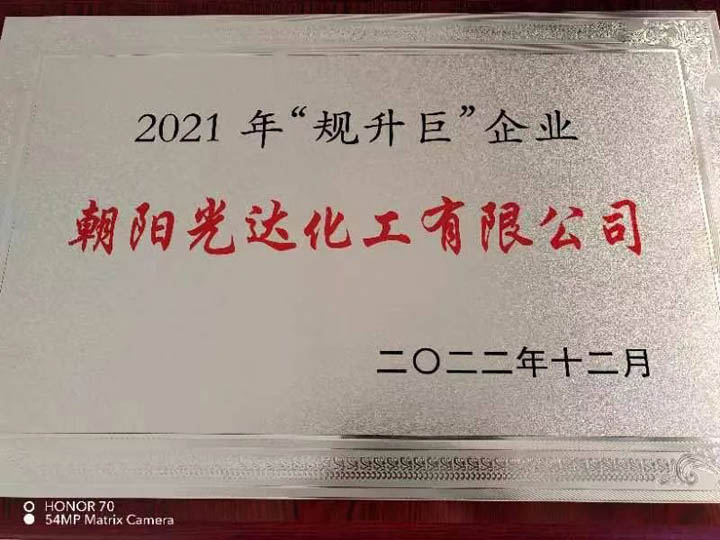 2021 年“规升巨”企业
朝阳光达化工有限公司
二〇二二年十二月
HONOR 70
54MP Matrix Camera